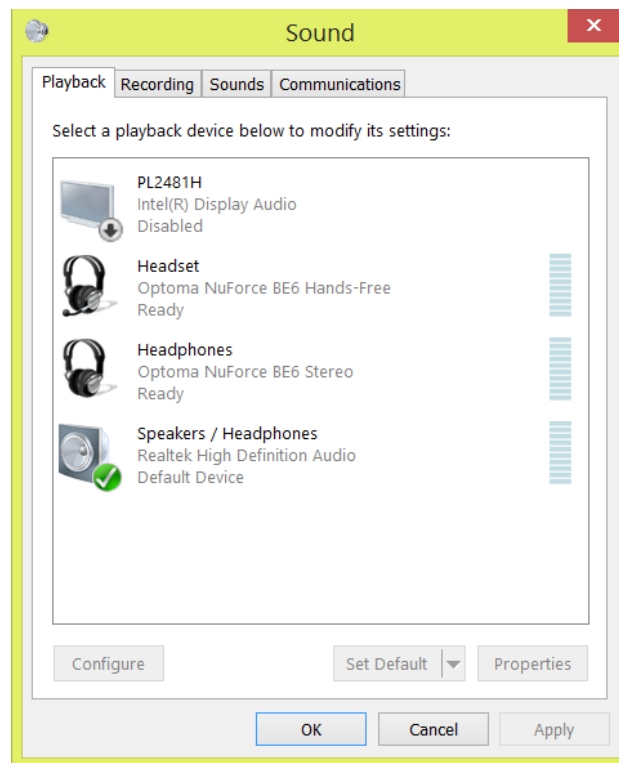 Sound
Playback Recording Sounds Communications
Select a playback device below to modify its settings:
PL2481H
Intel(R) Display Audio
Disabled
Headset
Optoma NuForce BE6 Hands-Free
Ready
Headphones
Optoma NuForce BE6 Stereo
Ready
Speakers / Headphones
Realtek High Definition Audio
Default Device
Configure Set Default Properties
OK Cancel Apply